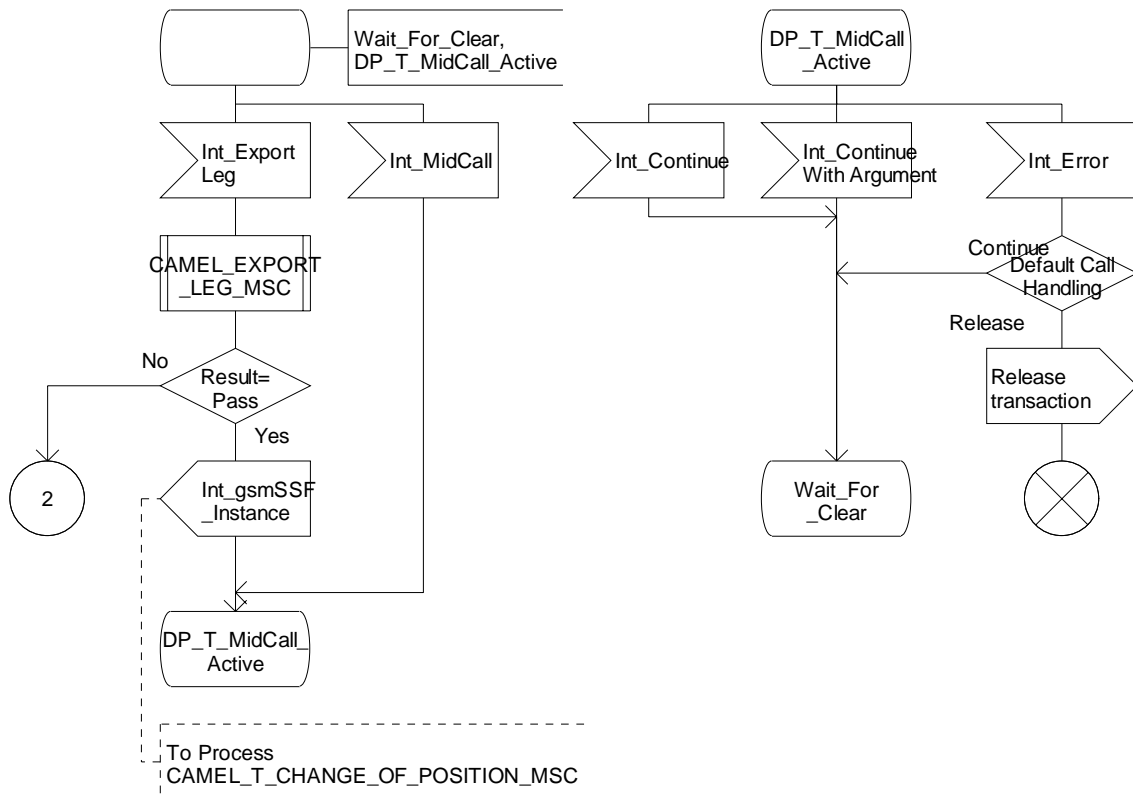 Wait_For_Clear,
DP_T_MidCall_Active
Int_Export
Leg
Int_MidCall
CAMEL_EXPORT
_LEG_MSC
No
Result=
Pass
Yes
2
Int_gsmSSF
_Instance
DP_T_MidCall_
Active
To Process
CAMEL_T_CHANGE_OF_POSITION_MSC
DP_T_MidCall
_Active
Int_Continue
Int_Continue
With Argument
Int_Error
Continue
Default Call
Handling
Release
Release
transaction
Wait_For
_Clear